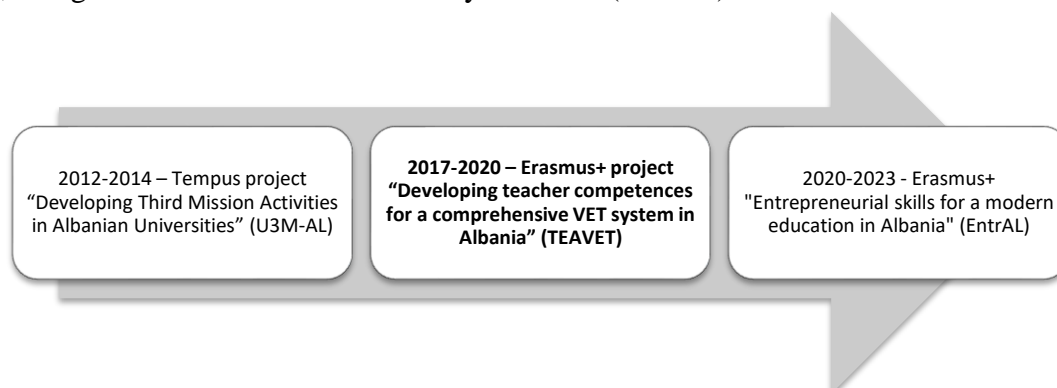 2012-2014 – Tempus project
“Developing Third Mission Activities
in Albanian Universities” (U3M-AL)
2017-2020 – Erasmus+ project
“Developing teacher competences
for a comprehensive VET system in
Albania” (TEAVET)
2020-2023 - Erasmus+
"Entrepreneurial skills for a modern
education in Albania" (EntrAL)